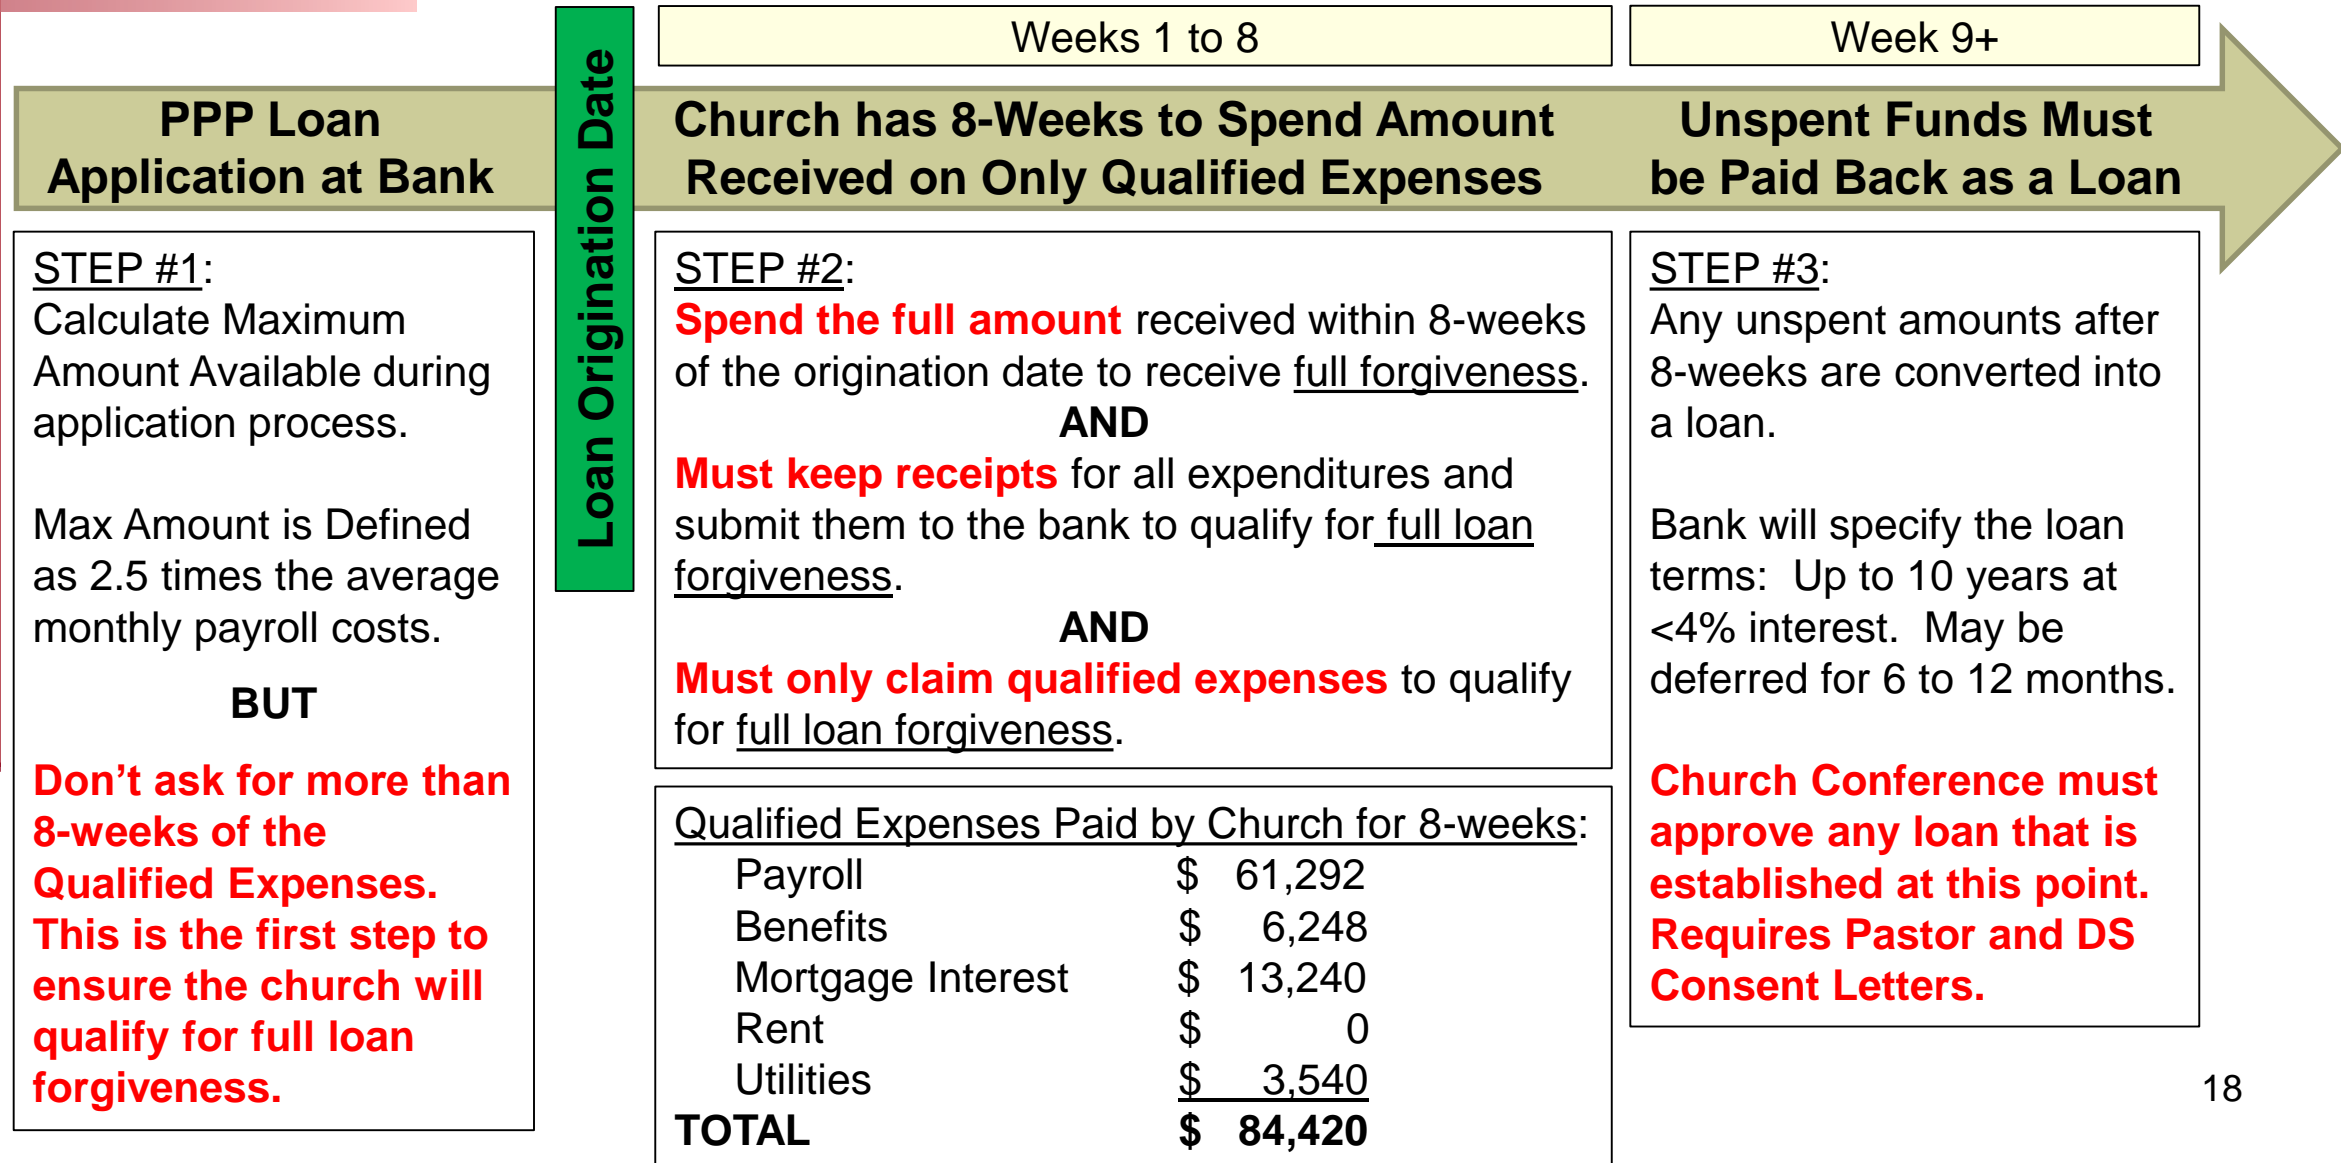 Weeks 1 to 8
Week 9+
PPP Loan
Application at Bank
Loan Origination Date
Church has 8-Weeks to Spend Amount
Received on Only Qualified Expenses
Unspent Funds Must
be Paid Back as a Loan
STEP #1:
Calculate Maximum
Amount Available during
application process.
Max Amount is Defined
as 2.5 times the average
monthly payroll costs.
BUT
Don’t ask for more than
8-weeks of the
Qualified Expenses.
This is the first step to
ensure the church will
qualify for full loan
forgiveness.
STEP #2:
Spend the full amount received within 8-weeks
of the origination date to receive full forgiveness.
AND
Must keep receipts for all expenditures and
submit them to the bank to qualify for full loan
forgiveness.
AND
Must only claim qualified expenses to qualify
for full loan forgiveness.
Qualified Expenses Paid by Church for 8-weeks:
Payroll $ 61,292
Benefits $ 6,248
Mortgage Interest $ 13,240
Rent $ 0
Utilities $ 3,540
TOTAL $ 84,420
STEP #3:
Any unspent amounts after
8-weeks are converted into
a loan.
Bank will specify the loan
terms: Up to 10 years at
<4% interest. May be
deferred for 6 to 12 months.
Church Conference must
approve any loan that is
established at this point.
Requires Pastor and DS
Consent Letters.
18